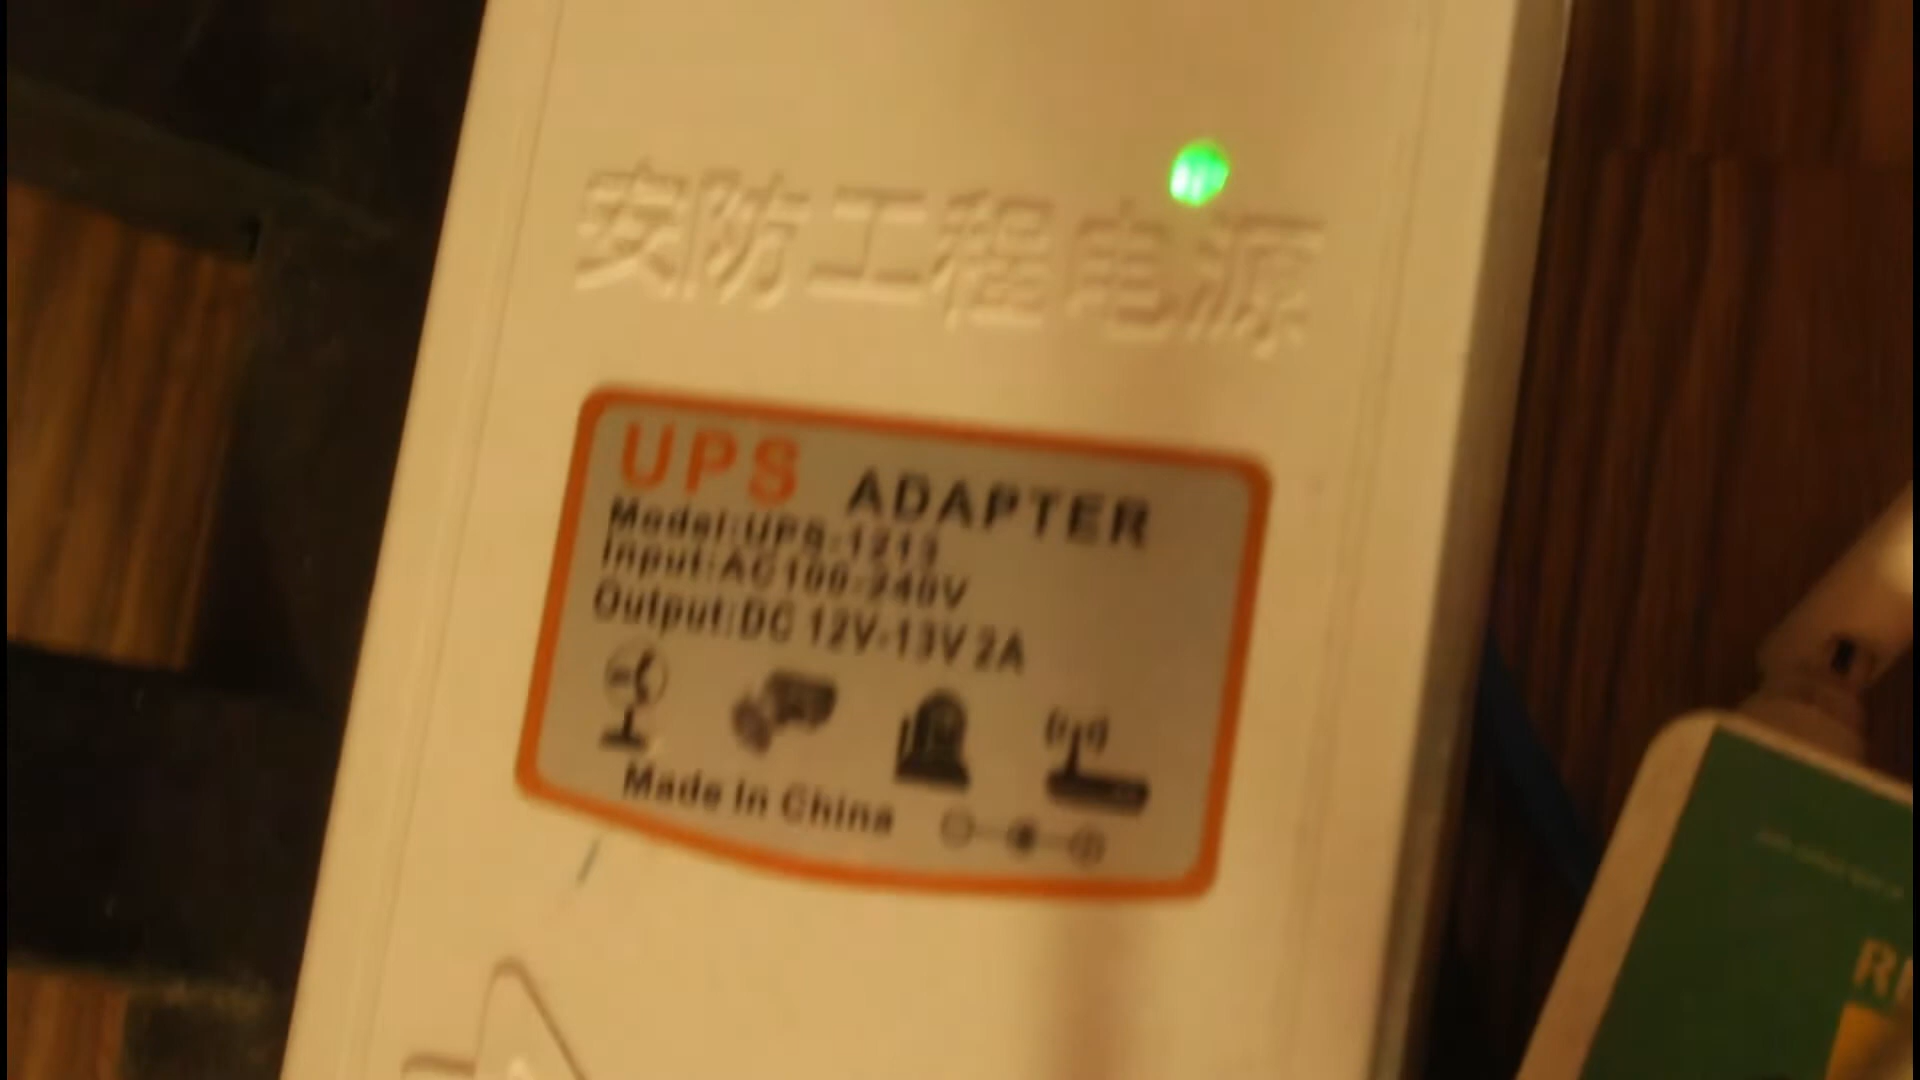 安防工程电源
UPS ADAPTER
Model:UPS-1213
Input:AC100-240V
Output:DC 12V-13V 2A
Made In China